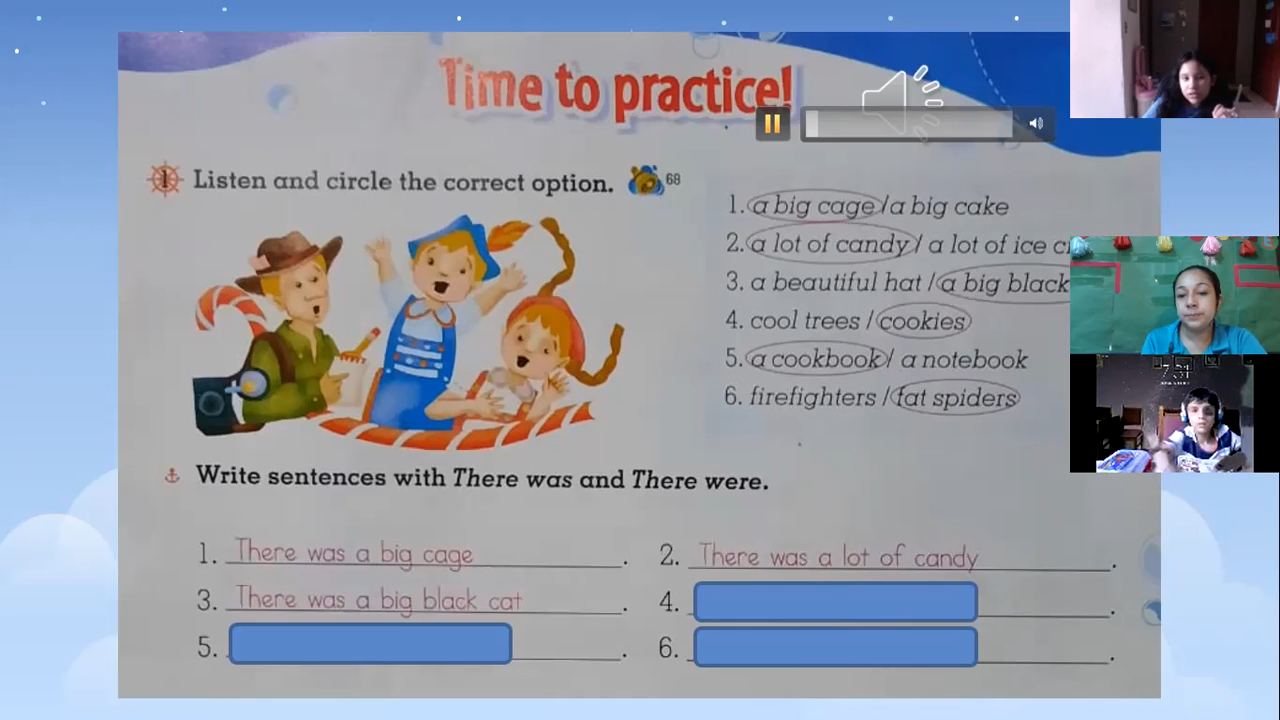 Time to practice!
1 Listen and circle the correct option. 68
1. a big cage / a big cake
2. a lot of candy / a lot of ice c
3. a beautiful hat / a big black
4. cool trees / cookies
5. a cookbook / a notebook
6. firefighters / fat spiders
Write sentences with There was and There were.
1. There was a big cage.
2. There was a lot of candy.
3. There was a big black cat.
4. .
5. .
6. .